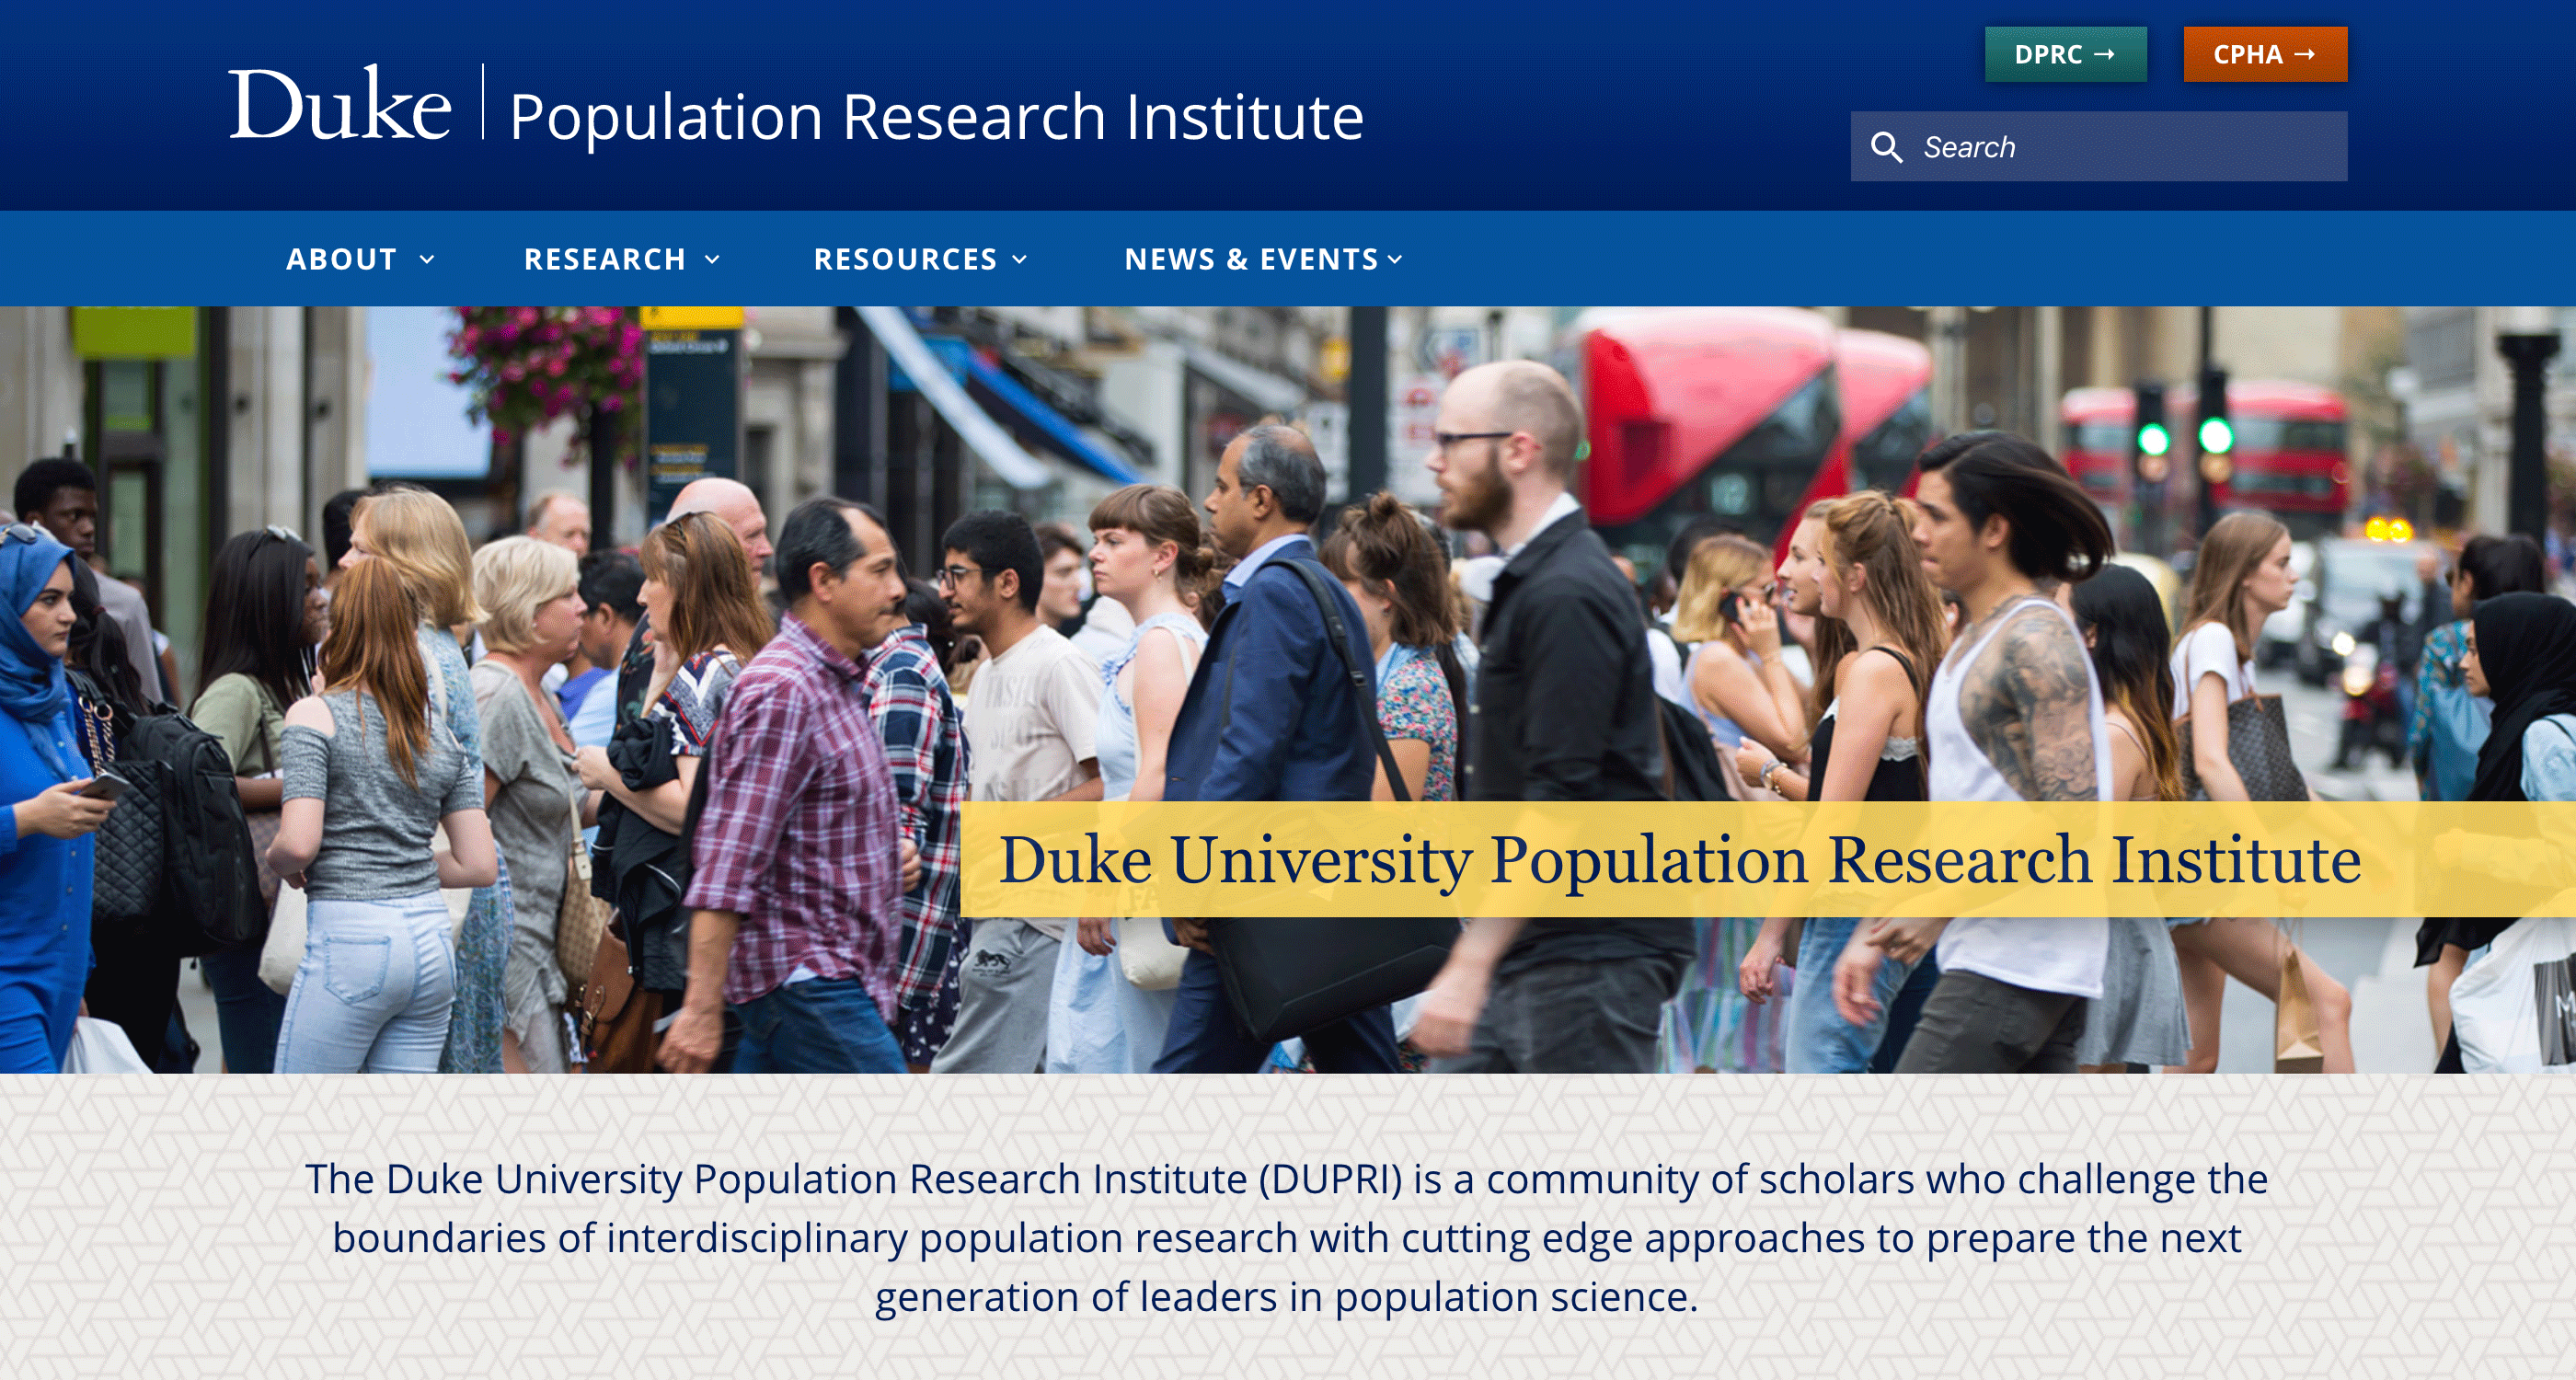 Duke | Population Research Institute
DPRC →
CPHA →
Search
ABOUT
RESEARCH
RESOURCES
NEWS & EVENTS
Duke University Population Research Institute
The Duke University Population Research Institute (DUPRI) is a community of scholars who challenge the
boundaries of interdisciplinary population research with cutting edge approaches to prepare the next
generation of leaders in population science.